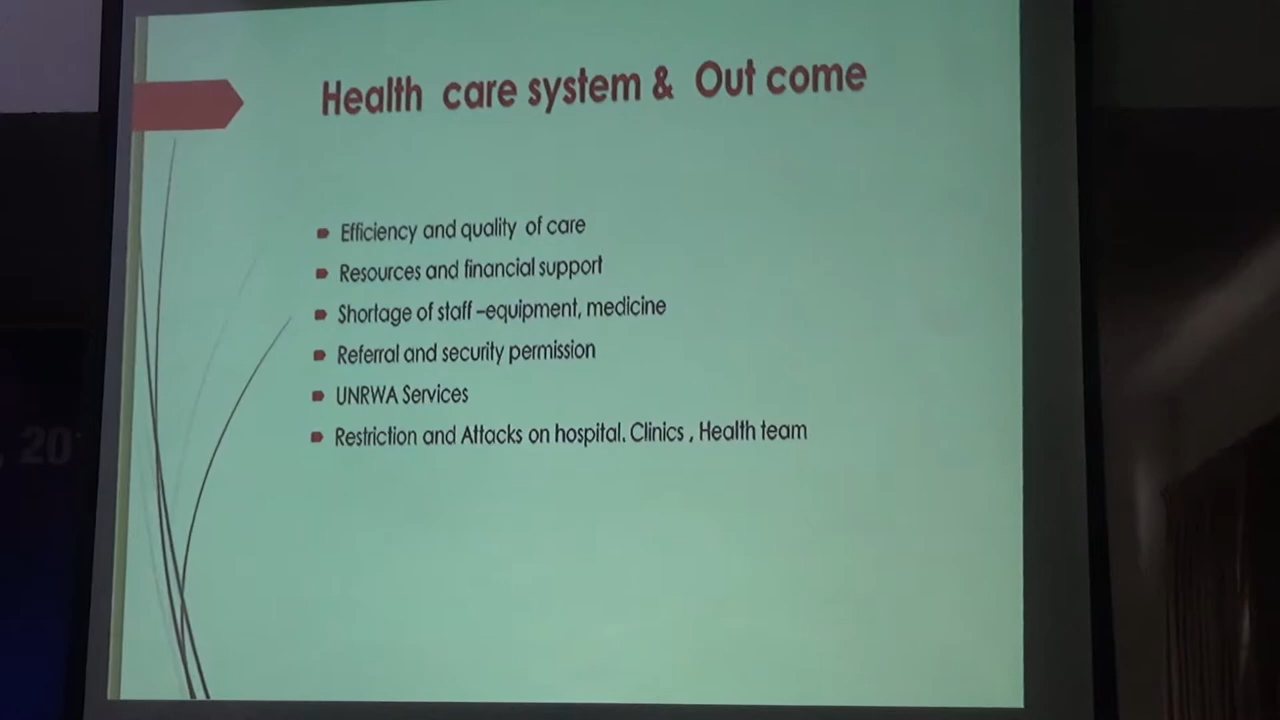 Health care system & Out come
Efficiency and quality of care
Resources and financial support
Shortage of staff –equipment, medicine
Referral and security permission
UNRWA Services
Restriction and Attacks on hospital. Clinics , Health team
, 20